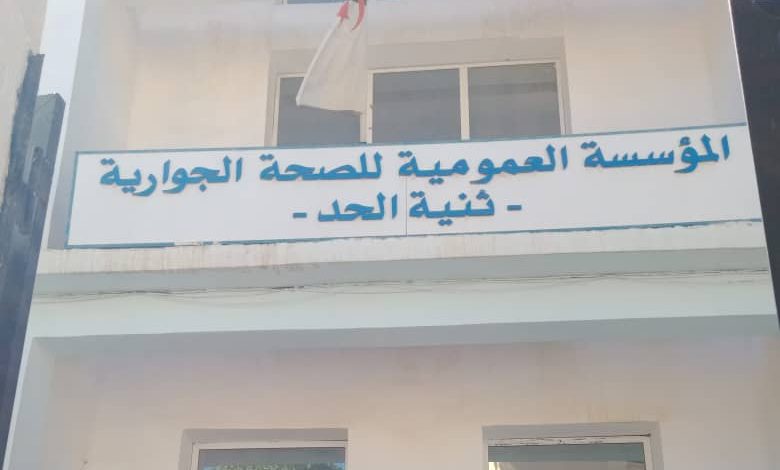 المؤسسة العمومية للصحة الجوارية
- ثنية الحد -